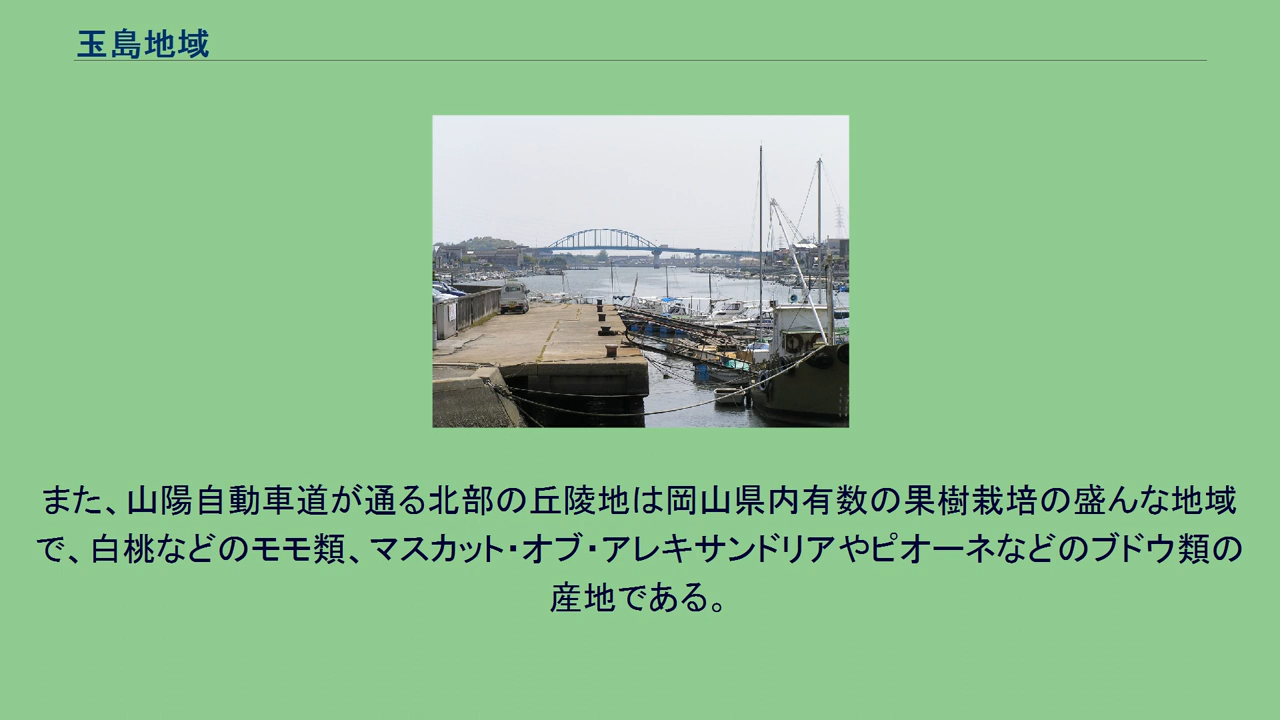 玉島地域
また、山陽自動車道が通る北部の丘陵地は岡山県内有数の果樹栽培の盛んな地域
で、白桃などのモモ類、マスカット・オブ・アレキサンドリアやピオーネなどのブドウ類の
産地である。